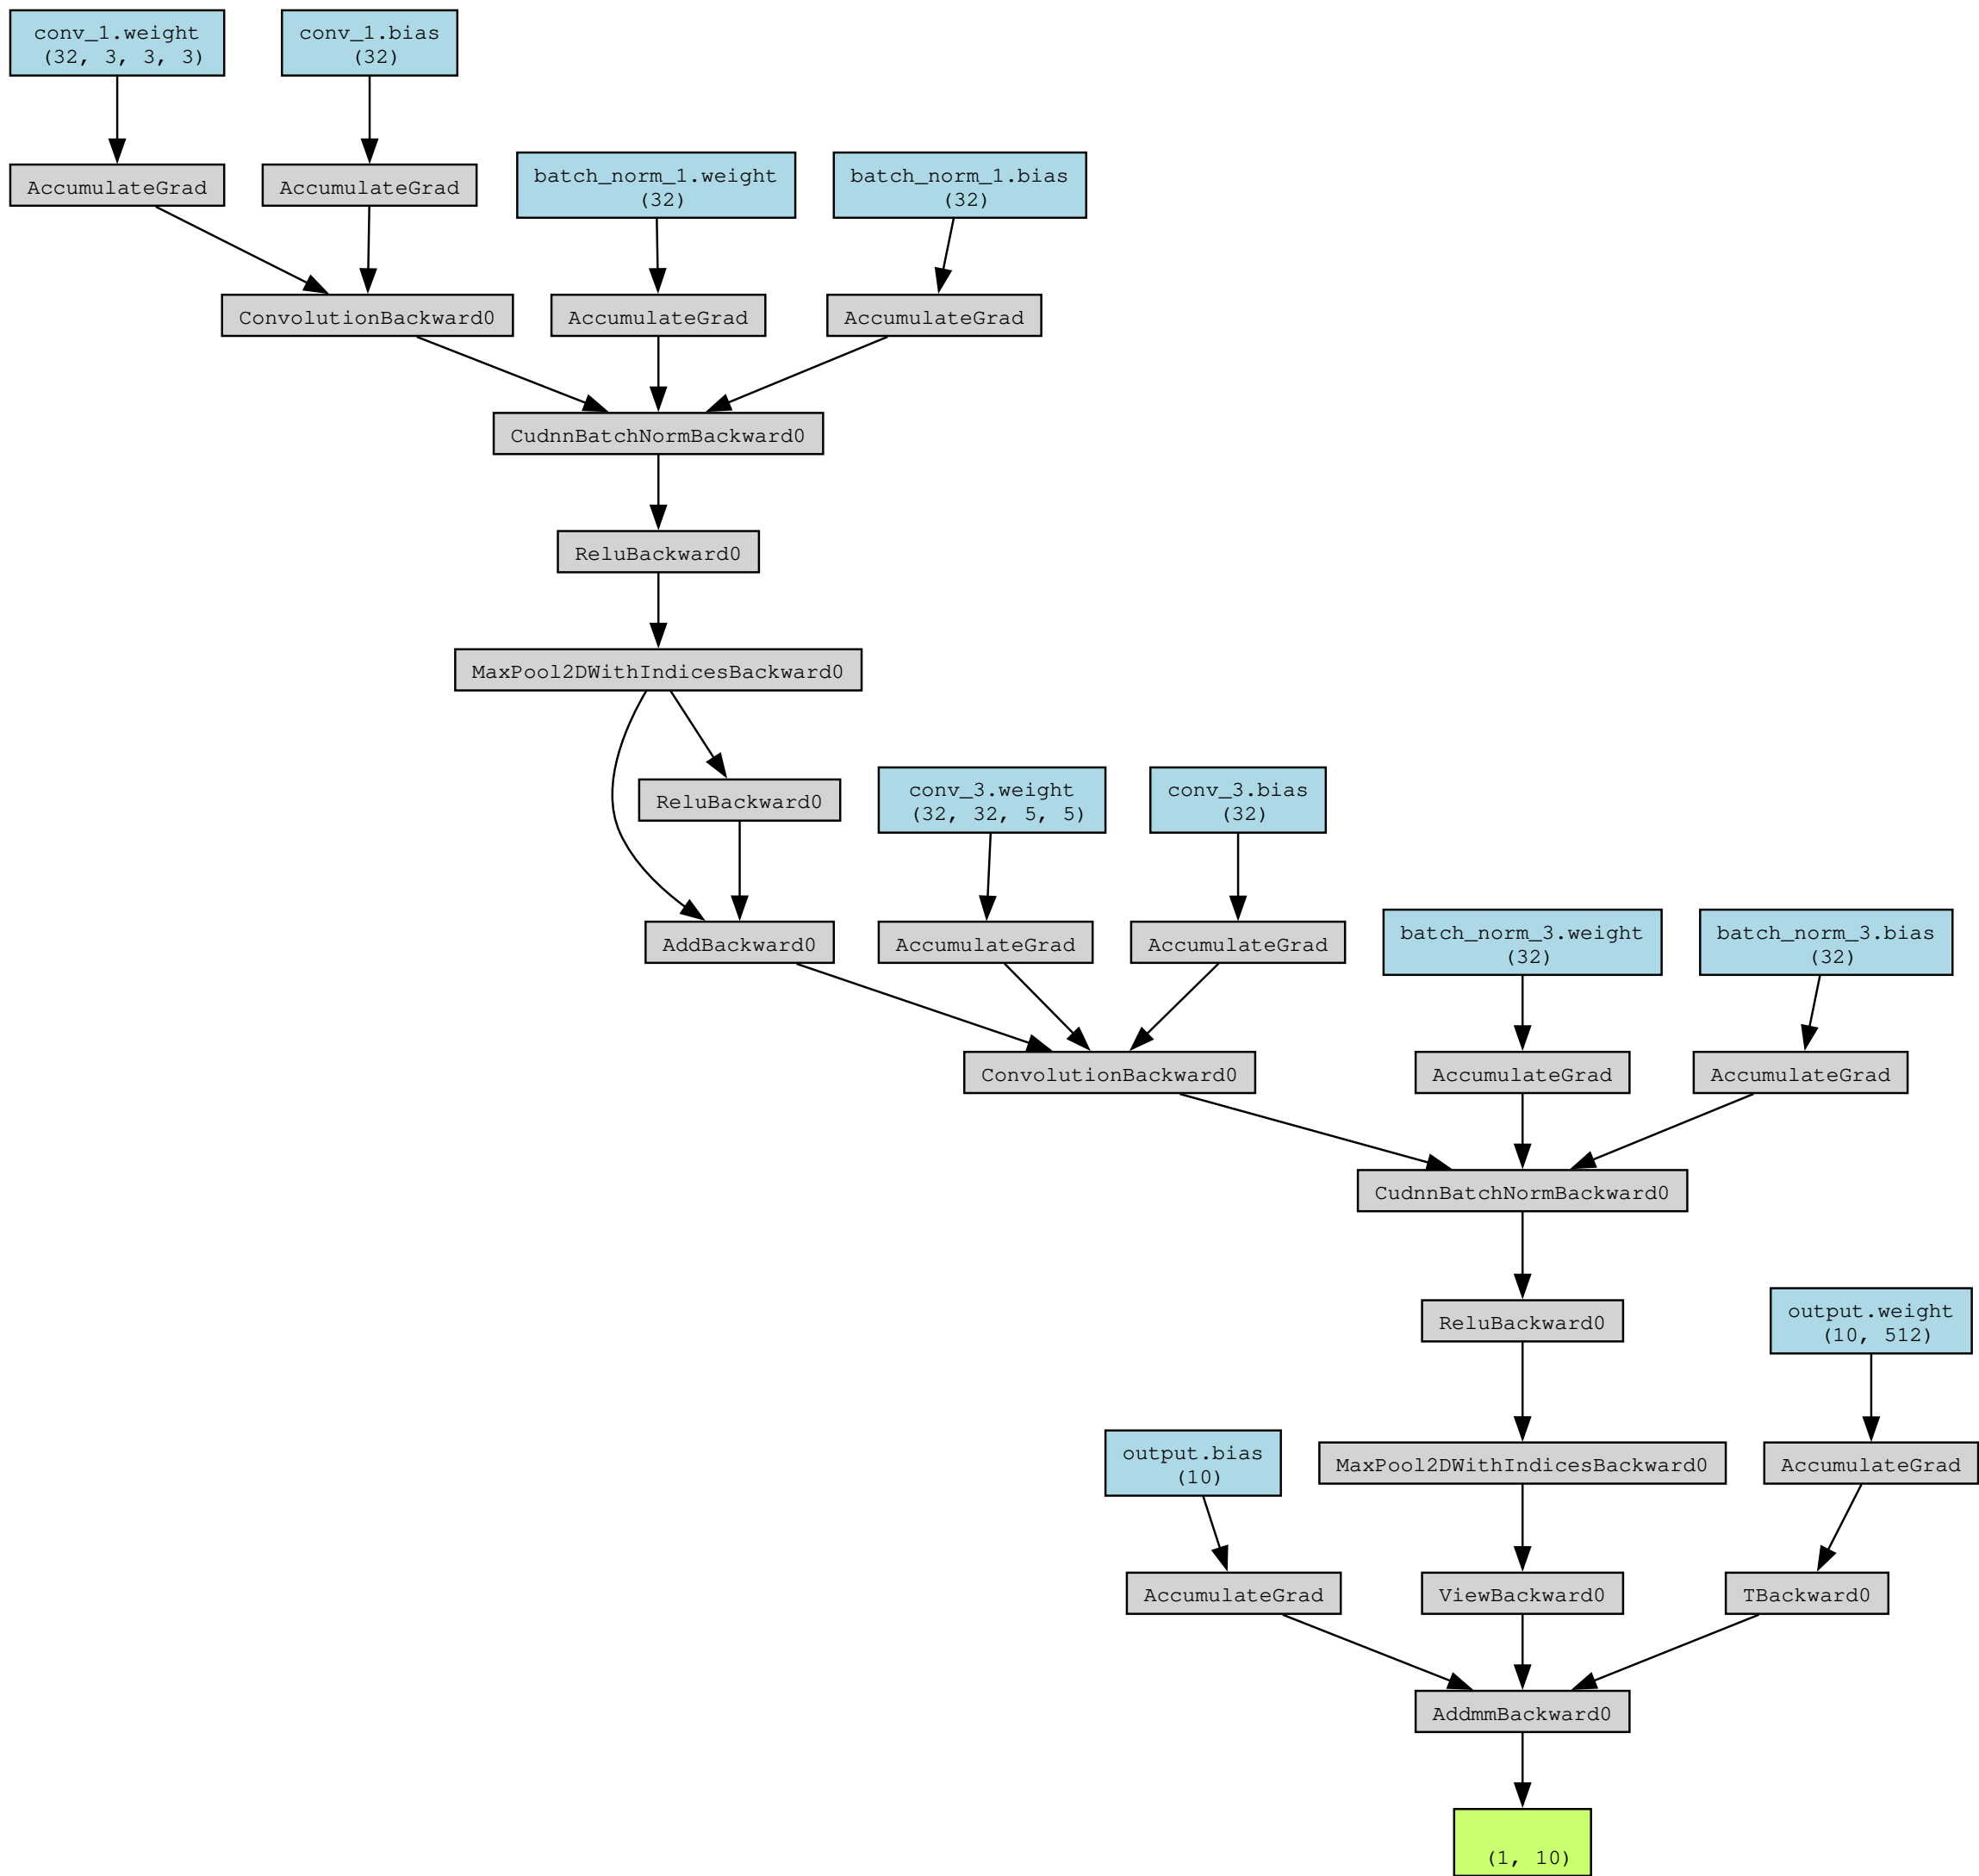 conv_1.weight
(32, 3, 3, 3)
conv_1.bias
(32)
AccumulateGrad
AccumulateGrad
batch_norm_1.weight
(32)
batch_norm_1.bias
(32)
ConvolutionBackward0
AccumulateGrad
AccumulateGrad
CudnnBatchNormBackward0
ReluBackward0
MaxPool2DWithIndicesBackward0
ReluBackward0
conv_3.weight
(32, 32, 5, 5)
conv_3.bias
(32)
AddBackward0
AccumulateGrad
AccumulateGrad
batch_norm_3.weight
(32)
batch_norm_3.bias
(32)
ConvolutionBackward0
AccumulateGrad
AccumulateGrad
CudnnBatchNormBackward0
ReluBackward0
output.weight
(10, 512)
output.bias
(10)
MaxPool2DWithIndicesBackward0
AccumulateGrad
AccumulateGrad
ViewBackward0
TBackward0
AddmmBackward0
(1, 10)